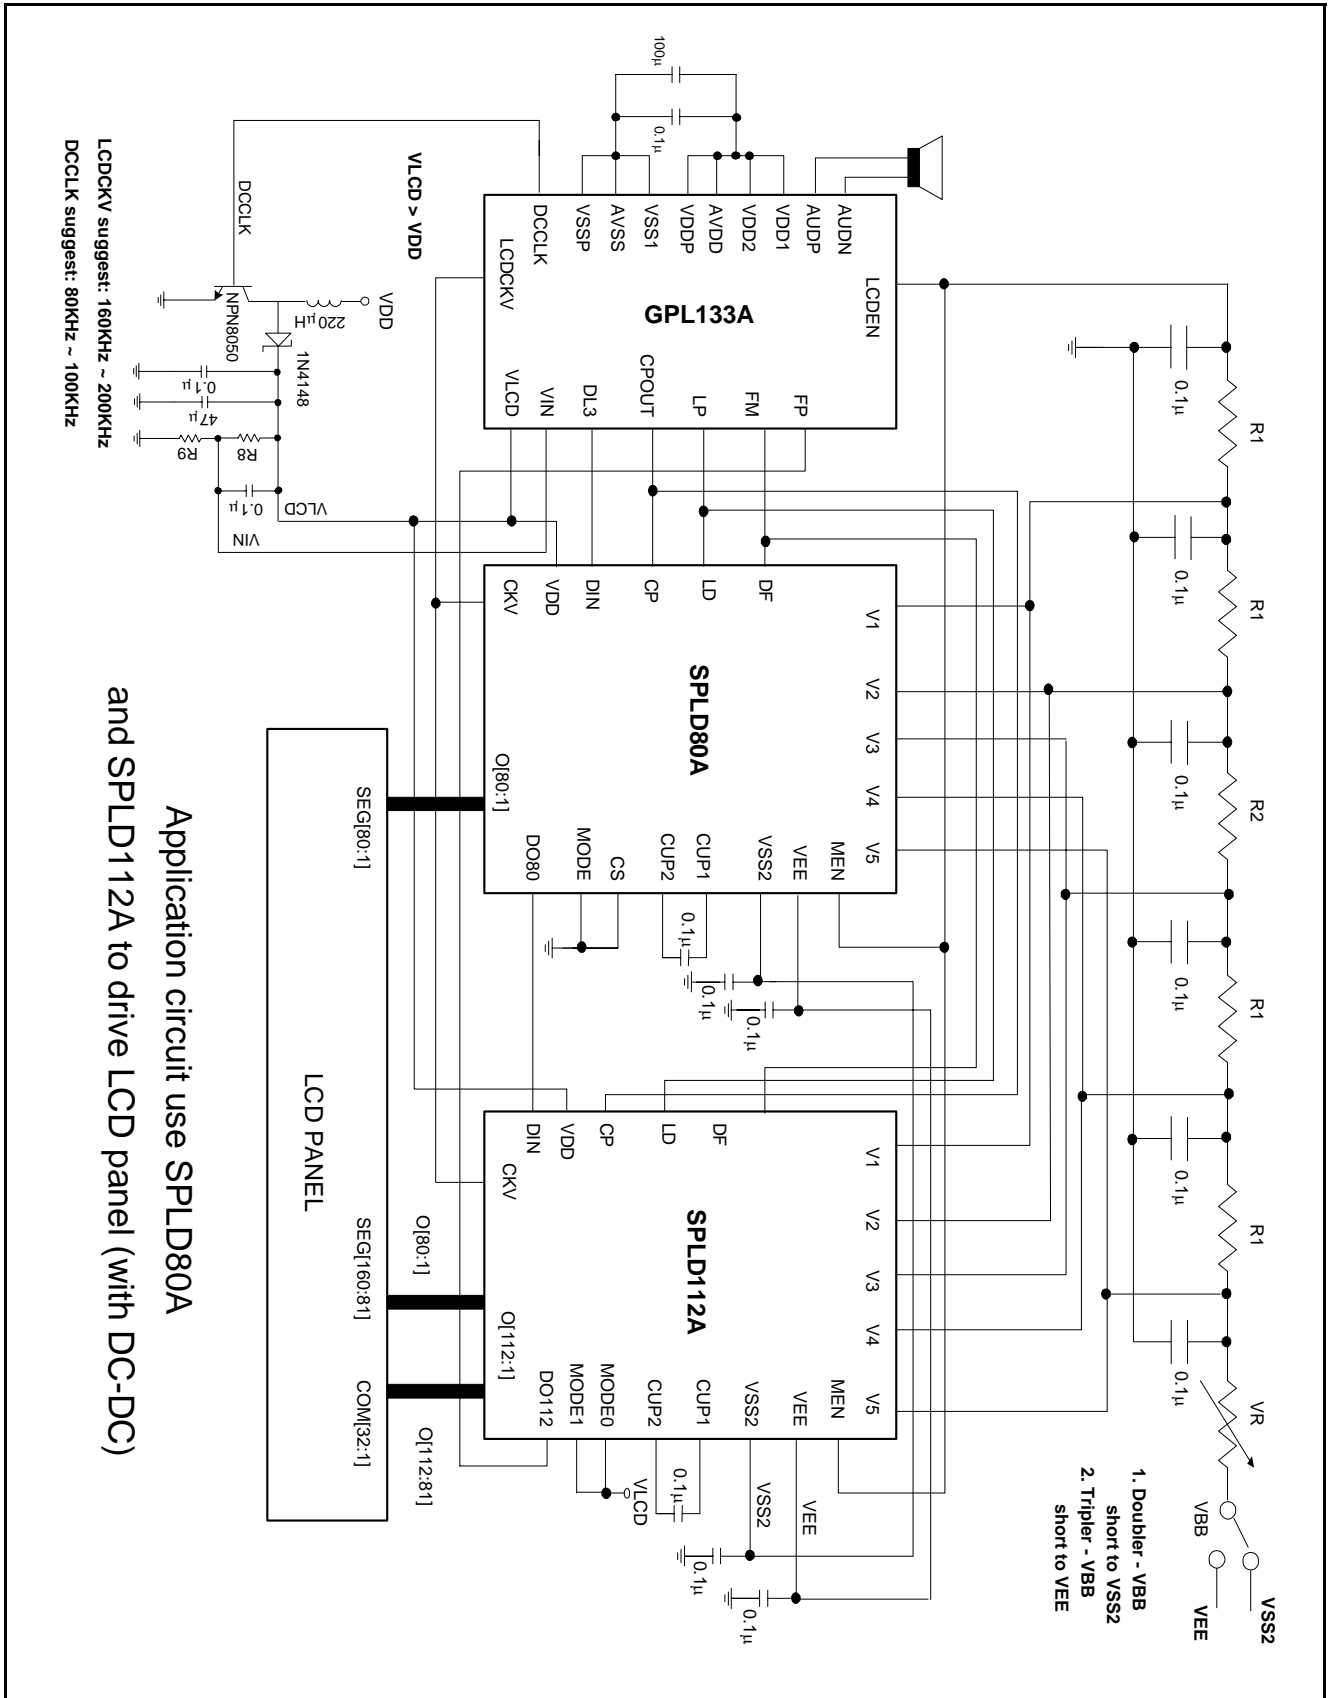 VSS2
VBB
VEE
1. Doubler - VBB
short to VSS2
2. Tripler - VBB
short to VEE
R1
R1
R2
R1
R1
VR
0.1µ
0.1µ
0.1µ
0.1µ
0.1µ
0.1µ
100µ
0.1µ
GPL133A
AUDN
AUDP
VDD1
VDD2
AVDD
VDDP
VSS1
AVSS
VSSP
DCCLK
LCDCKV
LCDEN
FP
FM
LP
CPOUT
DL3
VIN
VLCD
SPLD80A
V1
V2
V3
V4
V5
DF
LD
CP
DIN
VDD
CKV
MEN
VEE
VSS2
CUP1
CUP2
CS
MODE
DO80
O[80:1]
0.1µ
0.1µ
0.1µ
SPLD112A
V1
V2
V3
V4
V5
DF
LD
CP
VDD
DIN
CKV
MEN
VEE
VSS2
CUP1
CUP2
MODE0
MODE1
DO112
O[112:1]
VEE
VSS2
0.1µ
VLCD
0.1µ
0.1µ
VLCD > VDD
DCCLK
VDD
220µH
NPN8050
1N4148
0.1µ
47µ
R8
R9
0.1µ
VLCD
VIN
LCDCKV suggest: 160KHz ~ 200KHz
DCCLK suggest: 80KHz ~ 100KHz
LCD PANEL
SEG[80:1]
SEG[160:81]
COM[32:1]
O[80:1]
O[112:81]
Application circuit use SPLD80A
and SPLD112A to drive LCD panel (with DC-DC)